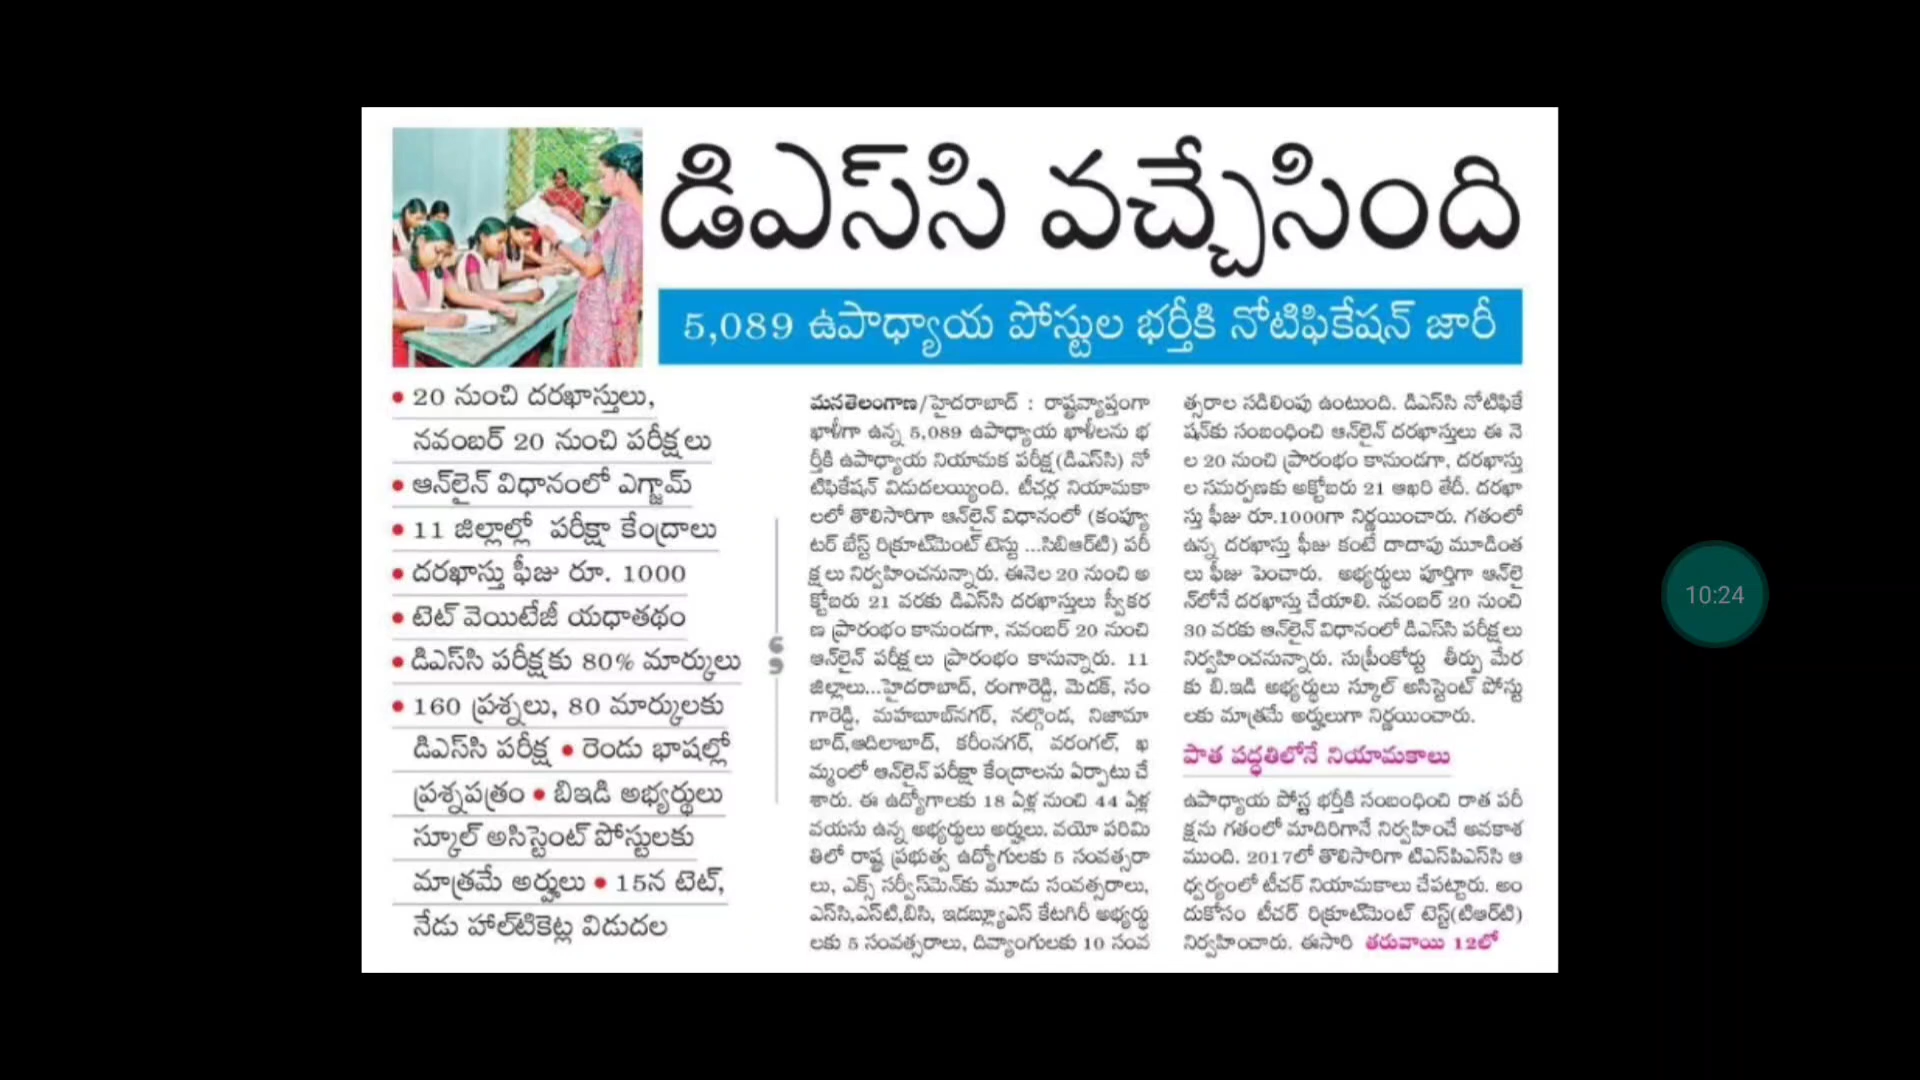 డిఎస్‌సి వచ్చేసింది
5,089 ఉపాధ్యాయ పోస్టుల భర్తీకి నోటిఫికేషన్ జారీ
• 20 నుంచి దరఖాస్తులు,
నవంబర్ 20 నుంచి పరీక్షలు
• ఆన్‌లైన్ విధానంలో ఎగ్జామ్
• 11 జిల్లాల్లో పరీక్షా కేంద్రాలు
• దరఖాస్తు ఫీజు రూ. 1000
• టెట్ వెయిటేజీ యధాతథం
• డిఎస్‌సి పరీక్షకు 80% మార్కులు
• 160 ప్రశ్నలు, 80 మార్కులకు
డిఎస్‌సి పరీక్ష • రెండు భాషల్లో
ప్రశ్నపత్రం • బిఇడి అభ్యర్థులు
స్కూల్ అసిస్టెంట్ పోస్టులకు
మాత్రమే అర్హులు • 15న టెట్,
నేడు హాల్‌టికెట్ల విడుదల
మనతెలంగాణ/హైదరాబాద్ : రాష్ట్రవ్యాప్తంగా
ఖాళీగా ఉన్న 5,089 ఉపాధ్యాయ ఖాళీలను భ
ర్తీకి ఉపాధ్యాయ నియామక పరీక్ష(డిఎస్‌సి) నో
టిఫికేషన్ విడుదలయ్యింది. టీచర్ల నియామకా
లలో తొలిసారిగా ఆన్‌లైన్ విధానంలో (కంప్యూ
టర్ బేస్ట్ రిక్రూట్‌మెంట్ టెస్టు ...సిబిఆర్‌టి) పరీ
క్షలు నిర్వహించనున్నారు. ఈనెల 20 నుంచి అ
క్టోబరు 21 వరకు డిఎస్‌సి దరఖాస్తులు స్వీకర
ణ ప్రారంభం కానుండగా, నవంబర్ 20 నుంచి
ఆన్‌లైన్ పరీక్షలు ప్రారంభం కానున్నారు. 11
జిల్లాలు...హైదరాబాద్, రంగారెడ్డి, మెదక్, సం
గారెడ్డి, మహబూబ్‌నగర్, నల్గొండ, నిజామా
బాద్,ఆదిలాబాద్, కరీంనగర్, వరంగల్, ఖ
మ్మంలో ఆన్‌లైన్ పరీక్షా కేంద్రాలను ఏర్పాటు చే
శారు. ఈ ఉద్యోగాలకు 18 ఏళ్ల నుంచి 44 ఏళ్ల
వయసు ఉన్న అభ్యర్థులు అర్హులు. వయో పరిమి
తిలో రాష్ట్ర ప్రభుత్వ ఉద్యోగులకు 5 సంవత్సరా
లు, ఎక్స్ సర్వీస్‌మెన్‌కు మూడు సంవత్సరాలు,
ఎస్‌సి,ఎస్‌టి,బిసి, ఇడబ్ల్యూఎస్ కేటగిరీ అభ్యర్థు
లకు 5 సంవత్సరాలు, దివ్యాంగులకు 10 సంవ
త్సరాల సడలింపు ఉంటుంది. డిఎస్‌సి నోటిఫికే
షన్‌కు సంబంధించి ఆన్‌లైన్ దరఖాస్తులు ఈ నె
ల 20 నుంచి ప్రారంభం కానుండగా, దరఖాస్తు
ల సమర్పణకు అక్టోబరు 21 ఆఖరి తేదీ. దరఖా
స్తు ఫీజు రూ.1000గా నిర్ణయించారు. గతంలో
ఉన్న దరఖాస్తు ఫీజు కంటే దాదాపు మూడింత
లు ఫీజు పెంచారు. అభ్యర్థులు పూర్తిగా ఆన్‌లై
న్‌లోనే దరఖాస్తు చేయాలి. నవంబర్ 20 నుంచి
30 వరకు ఆన్‌లైన్ విధానంలో డిఎస్‌సి పరీక్షలు
నిర్వహించనున్నారు. సుప్రీంకోర్టు తీర్పు మేర
కు బి.ఇడి అభ్యర్థులు స్కూల్ అసిస్టెంట్ పోస్టు
లకు మాత్రమే అర్హులుగా నిర్ణయించారు.
పాత పద్ధతిలోనే నియామకాలు
ఉపాధ్యాయ పోస్ట భర్తీకి సంబంధించి రాత పరీ
క్షను గతంలో మాదిరిగానే నిర్వహించే అవకాశ
ముంది. 2017లో తొలిసారిగా టిఎస్‌పిఎస్‌సి ఆ
ధ్వర్యంలో టీచర్ నియామకాలు చేపట్టారు. అం
దుకోసం టీచర్ రిక్రూట్‌మెంట్ టెస్ట్(టిఆర్‌టి)
నిర్వహించారు. ఈసారి తరువాయి 12లో
10:24